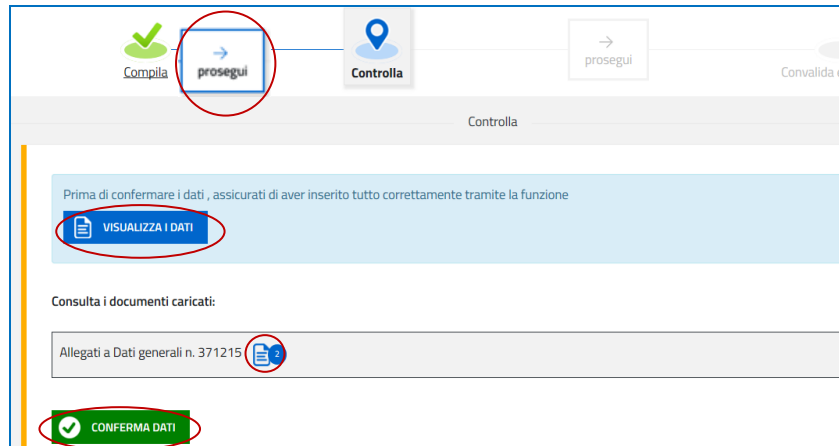 Compila
→
prosegui
Controlla
→
prosegui
Convalida
Controlla
Prima di confermare i dati , assicurati di aver inserito tutto correttamente tramite la funzione
VISUALIZZA I DATI
Consulta i documenti caricati:
Allegati a Dati generali n. 371215 2
CONFERMA DATI